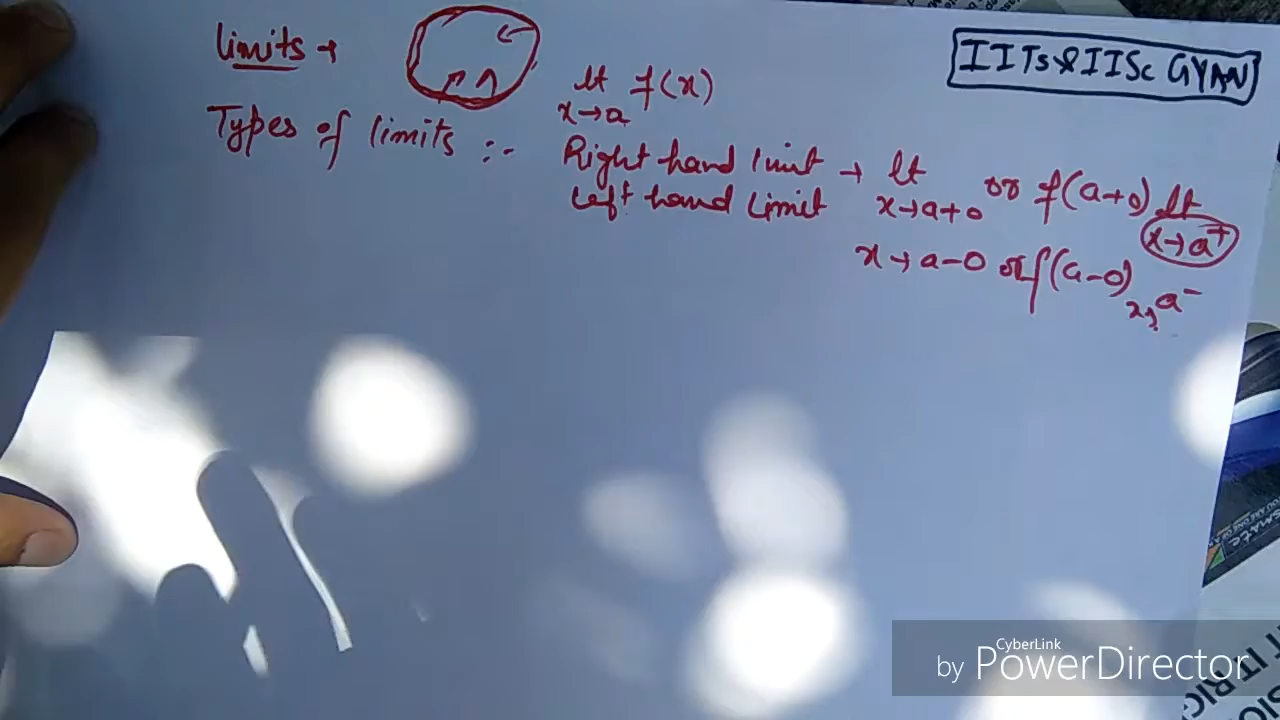 limits →
IITs & IISc GYAN
lt f(x)
x→a
Types of limits :-
Right hand limit → lt or f(a+0) lt
x→a+0 x→a⁺
Left hand Limit
x→a-0 or f(a-0) x→a⁻
CyberLink
by PowerDirector